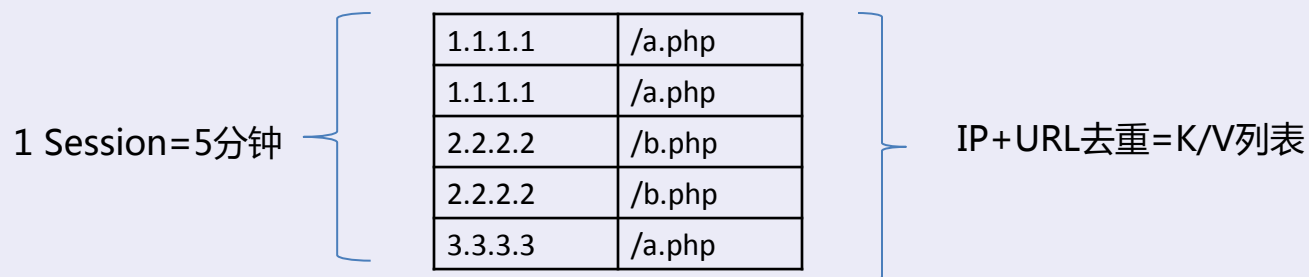 1 Session=5分钟
1.1.1.1 /a.php
1.1.1.1 /a.php
2.2.2.2 /b.php
2.2.2.2 /b.php
3.3.3.3 /a.php
IP+URL去重=K/V列表